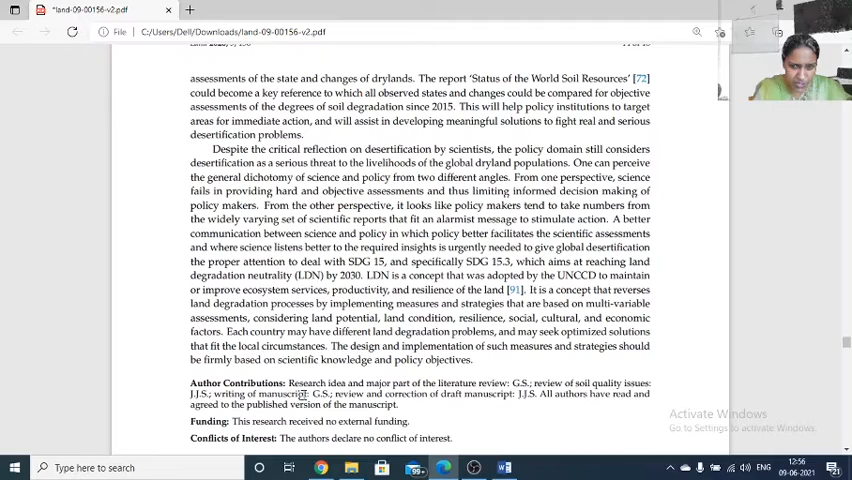 *land-09-00156-v2.pdf
File | C:/Users/Dell/Downloads/land-09-00156-v2.pdf
assessments of the state and changes of drylands. The report ‘Status of the World Soil Resources’ [72]
could become a key reference to which all observed states and changes could be compared for objective
assessments of the degrees of soil degradation since 2015. This will help policy institutions to target
areas for immediate action, and will assist in developing meaningful solutions to fight real and serious
desertification problems.
Despite the critical reflection on desertification by scientists, the policy domain still considers
desertification as a serious threat to the livelihoods of the global dryland populations. One can perceive
the general dichotomy of science and policy from two different angles. From one perspective, science
fails in providing hard and objective assessments and thus limiting informed decision making of
policy makers. From the other perspective, it looks like policy makers tend to take numbers from
the widely varying set of scientific reports that fit an alarmist message to stimulate action. A better
communication between science and policy in which policy better facilitates the scientific assessments
and where science listens better to the required insights is urgently needed to give global desertification
the proper attention to deal with SDG 15, and specifically SDG 15.3, which aims at reaching land
degradation neutrality (LDN) by 2030. LDN is a concept that was adopted by the UNCCD to maintain
or improve ecosystem services, productivity, and resilience of the land [91]. It is a concept that reverses
land degradation processes by implementing measures and strategies that are based on multi-variable
assessments, considering land potential, land condition, resilience, social, cultural, and economic
factors. Each country may have different land degradation problems, and may seek optimized solutions
that fit the local circumstances. The design and implementation of such measures and strategies should
be firmly based on scientific knowledge and policy objectives.
Author Contributions: Research idea and major part of the literature review: G.S.; review of soil quality issues:
J.J.S.; writing of manuscript: G.S.; review and correction of draft manuscript: J.J.S. All authors have read and
agreed to the published version of the manuscript.
Funding: This research received no external funding.
Conflicts of Interest: The authors declare no conflict of interest.
Activate Windows
Go to Settings to activate Windows.
Type here to search
99+
ENG
12:56
09-06-2021
21